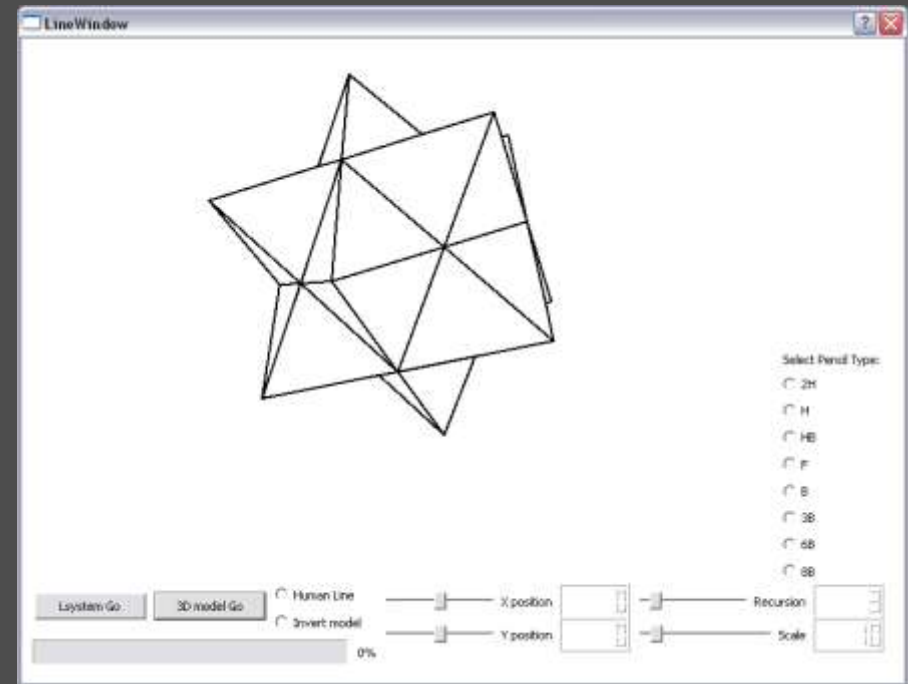 LineWindow
Select Pencil Type:
2H
H
HB
F
B
3B
6B
8B
Lsystem Go
3D model Go
Human Line
Invert model
X position
Y position
Recursion
Scale
0%